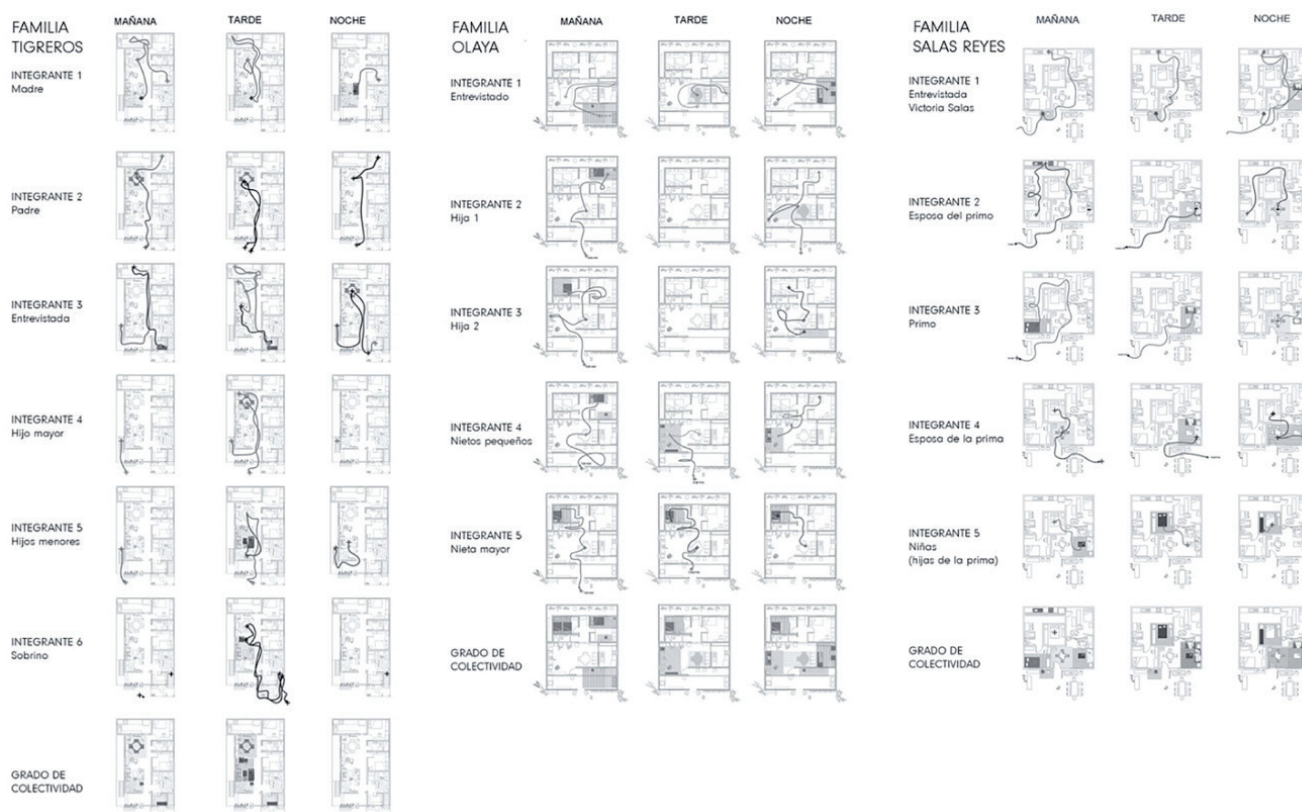 FAMILIA
TIGREROS
MAÑANA
TARDE
NOCHE
INTEGRANTE 1
Madre
INTEGRANTE 2
Padre
INTEGRANTE 3
Entrevistada
INTEGRANTE 4
Hijo mayor
INTEGRANTE 5
Hijos menores
INTEGRANTE 6
Sobrino
GRADO DE
COLECTIVIDAD
FAMILIA
OLAYA
MAÑANA
TARDE
NOCHE
INTEGRANTE 1
Entrevistado
INTEGRANTE 2
Hija 1
INTEGRANTE 3
Hija 2
INTEGRANTE 4
Nietos pequeños
INTEGRANTE 5
Nieta mayor
GRADO DE
COLECTIVIDAD
FAMILIA
SALAS REYES
MAÑANA
TARDE
NOCHE
INTEGRANTE 1
Entrevistada
Victoria Salas
INTEGRANTE 2
Esposa del primo
INTEGRANTE 3
Primo
INTEGRANTE 4
Esposa de la prima
INTEGRANTE 5
Niñas
(hijas de la prima)
GRADO DE
COLECTIVIDAD